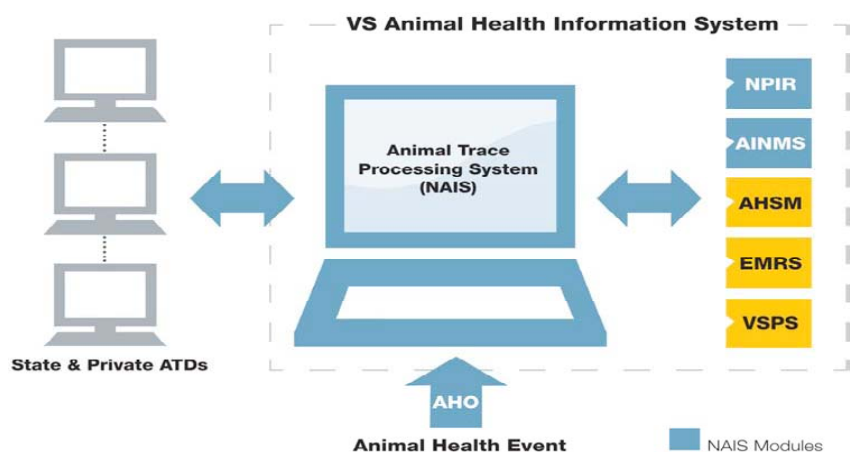 VS Animal Health Information System
NPIR
AINMS
AHSM
EMRS
VSPS
Animal Trace
Processing System
(NAIS)
State & Private ATDs
AHO
Animal Health Event
NAIS Modules